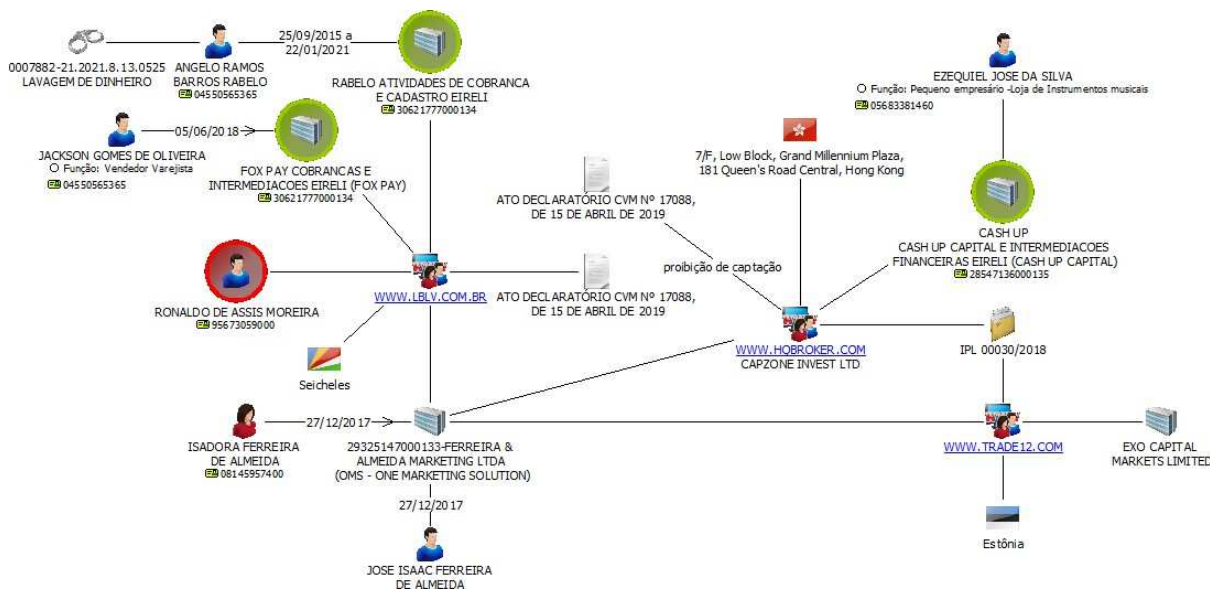 25/09/2015 a
22/01/2021
0007882-21.2021.8.13.0525
LAVAGEM DE DINHEIRO
ANGELO RAMOS
BARROS RABELO
04550565365
RABELO ATIVIDADES DE COBRANCA
E CADASTRO EIRELI
30621777000134
EZEQUIEL JOSE DA SILVA
Função: Pequeno empresário -Loja de Instrumentos musicais
05683381460
05/06/2018
JACKSON GOMES DE OLIVEIRA
Função: Vendedor Varejista
04550565365
FOX PAY COBRANCAS E
INTERMEDIACOES EIRELI (FOX PAY)
30621777000134
7/F, Low Block, Grand Millennium Plaza,
181 Queen's Road Central, Hong Kong
ATO DECLARATÓRIO CVM Nº 17088,
DE 15 DE ABRIL DE 2019
CASH UP
CASH UP CAPITAL E INTERMEDIACOES
FINANCEIRAS EIRELI (CASH UP CAPITAL)
28547136000135
proibição de captação
WWW.LBLV.COM.BR
ATO DECLARATÓRIO CVM Nº 17088,
DE 15 DE ABRIL DE 2019
RONALDO DE ASSIS MOREIRA
95673059000
WWW.HQBROKER.COM
CAPZONE INVEST LTD
IPL 00030/2018
Seicheles
27/12/2017
ISADORA FERREIRA
DE ALMEIDA
08145957400
29325147000133-FERREIRA &
ALMEIDA MARKETING LTDA
(OMS - ONE MARKETING SOLUTION)
WWW.TRADE12.COM
EXO CAPITAL
MARKETS LIMITED
27/12/2017
Estônia
JOSE ISAAC FERREIRA
DE ALMEIDA